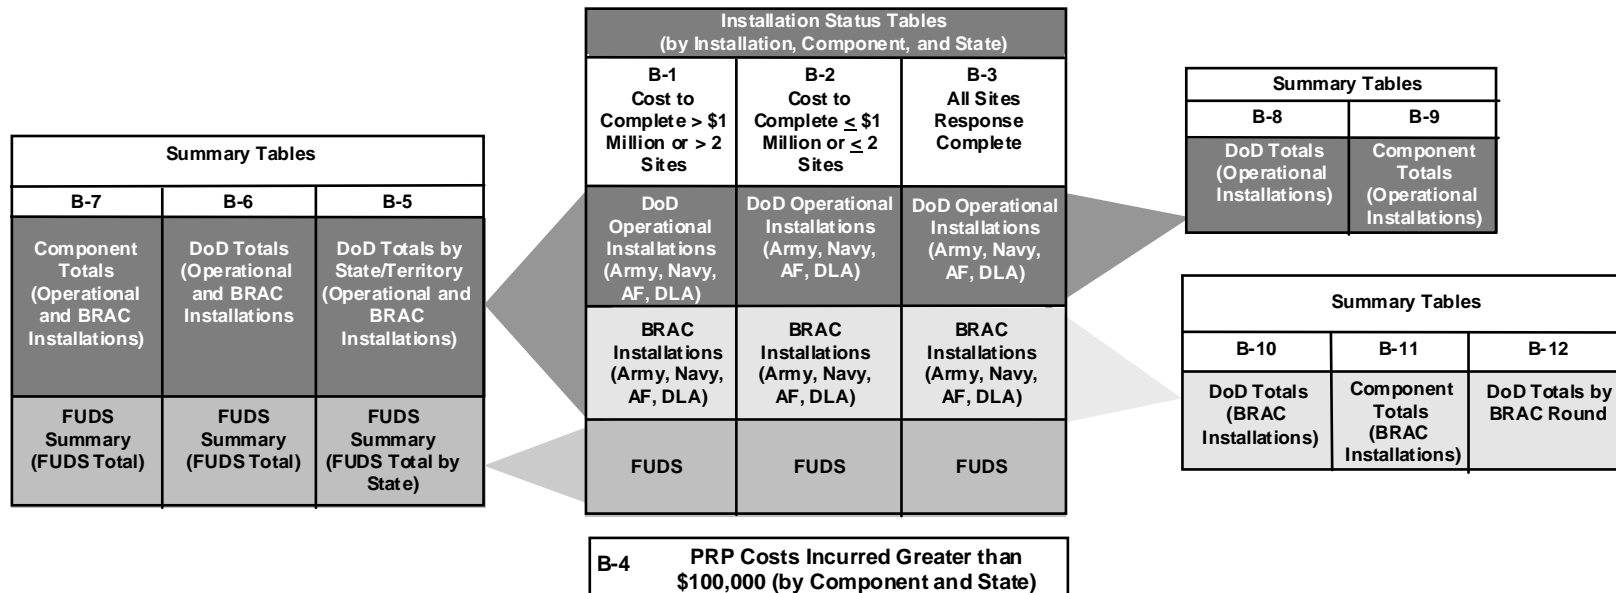 Summary Tables
B-7
B-6
B-5
Component
Totals
(Operational
and BRAC
Installations)
DoD Totals
(Operational
and BRAC
Installations
DoD Totals by
State/Territory
(Operational and
BRAC
Installations)
FUDS
Summary
(FUDS Total)
FUDS
Summary
(FUDS Total)
FUDS
Summary
(FUDS Total by
State)
Installation Status Tables
(by Installation, Component, and State)
B-1
Cost to
Complete > $1
Million or > 2
Sites
B-2
Cost to
Complete < $1
Million or < 2
Sites
B-3
All Sites
Response
Complete
DoD
Operational
Installations
(Army, Navy,
AF, DLA)
DoD Operational
Installations
(Army, Navy,
AF, DLA)
DoD Operational
Installations
(Army, Navy,
AF, DLA)
BRAC
Installations
(Army, Navy,
AF, DLA)
BRAC
Installations
(Army, Navy,
AF, DLA)
BRAC
Installations
(Army, Navy,
AF, DLA)
FUDS
FUDS
FUDS
B-4
PRP Costs Incurred Greater than
$100,000 (by Component and State)
Summary Tables
B-8
B-9
DoD Totals
(Operational
Installations)
Component
Totals
(Operational
Installations)
Summary Tables
B-10
B-11
B-12
DoD Totals
(BRAC
Installations)
Component
Totals
(BRAC
Installations)
DoD Totals by
BRAC Round